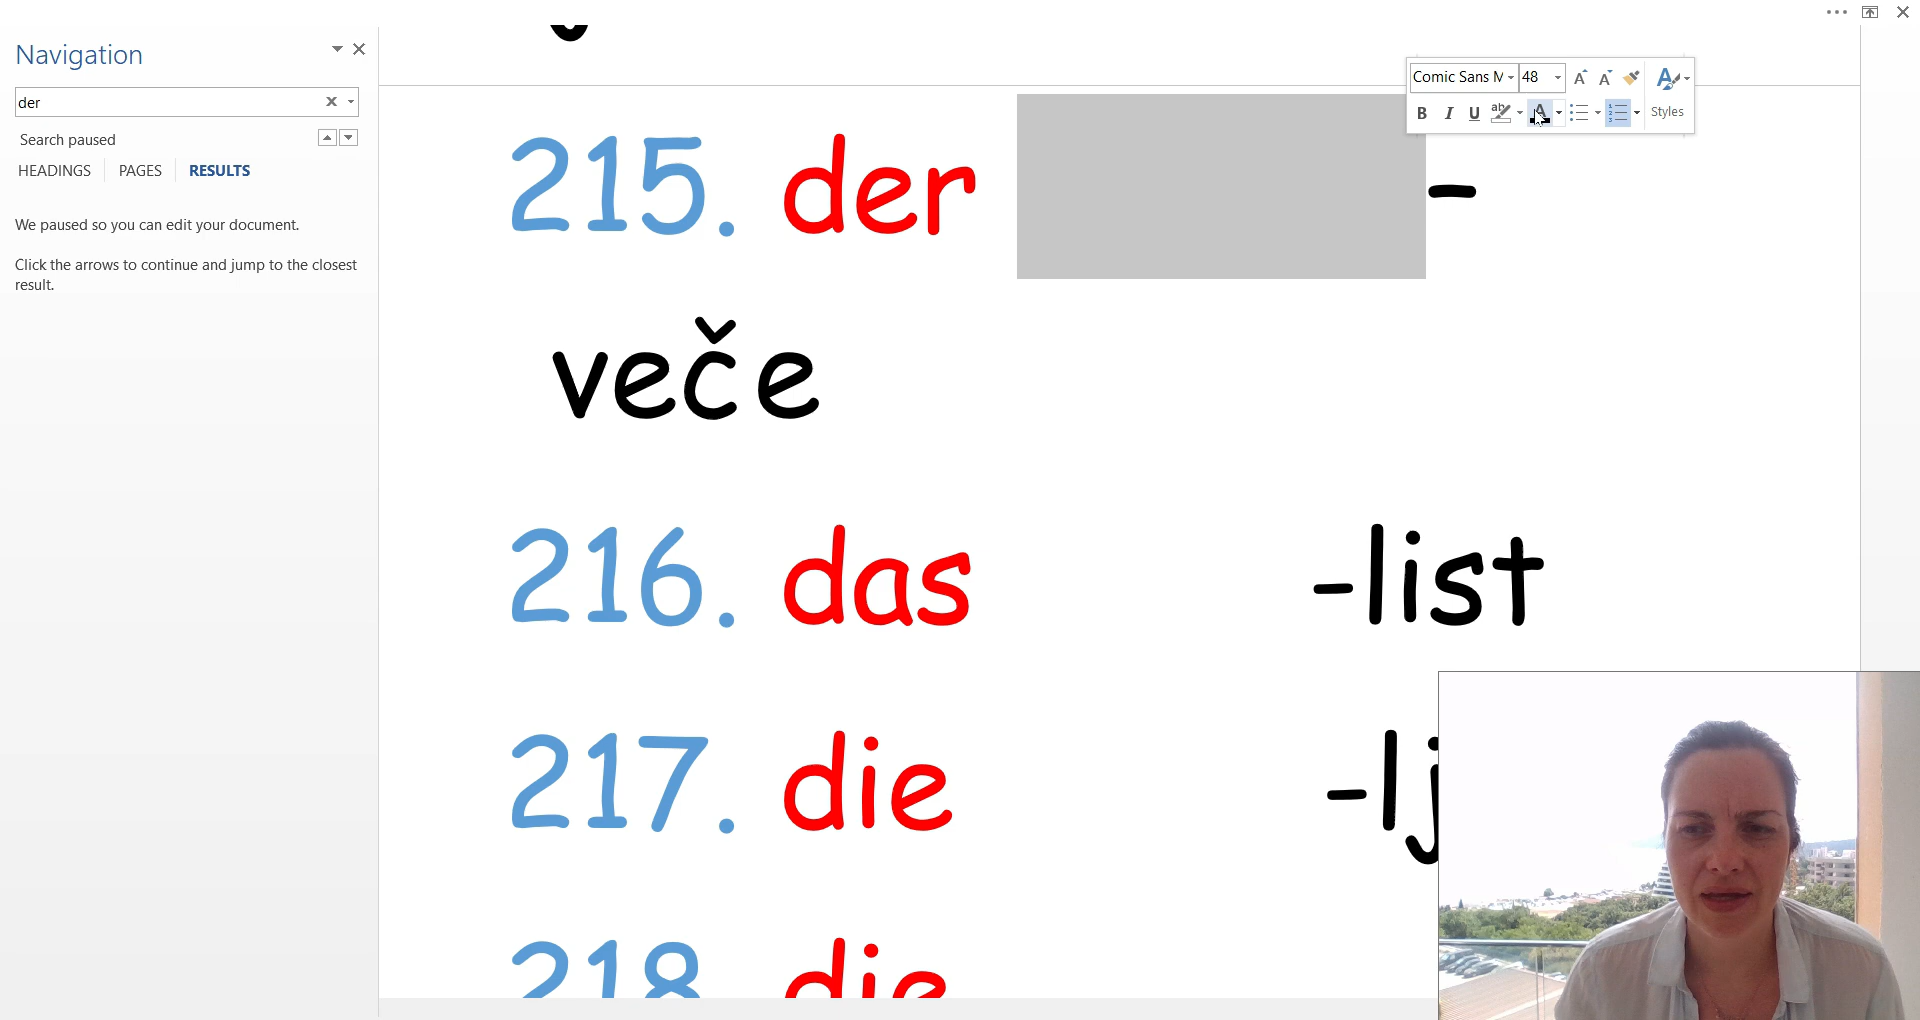 Navigation
der
Search paused
HEADINGS PAGES RESULTS
We paused so you can edit your document.
Click the arrows to continue and jump to the closest
result.
Comic Sans M 48
B I U Styles
215. der -
veče
216. das -list
217. die -lj
218. die